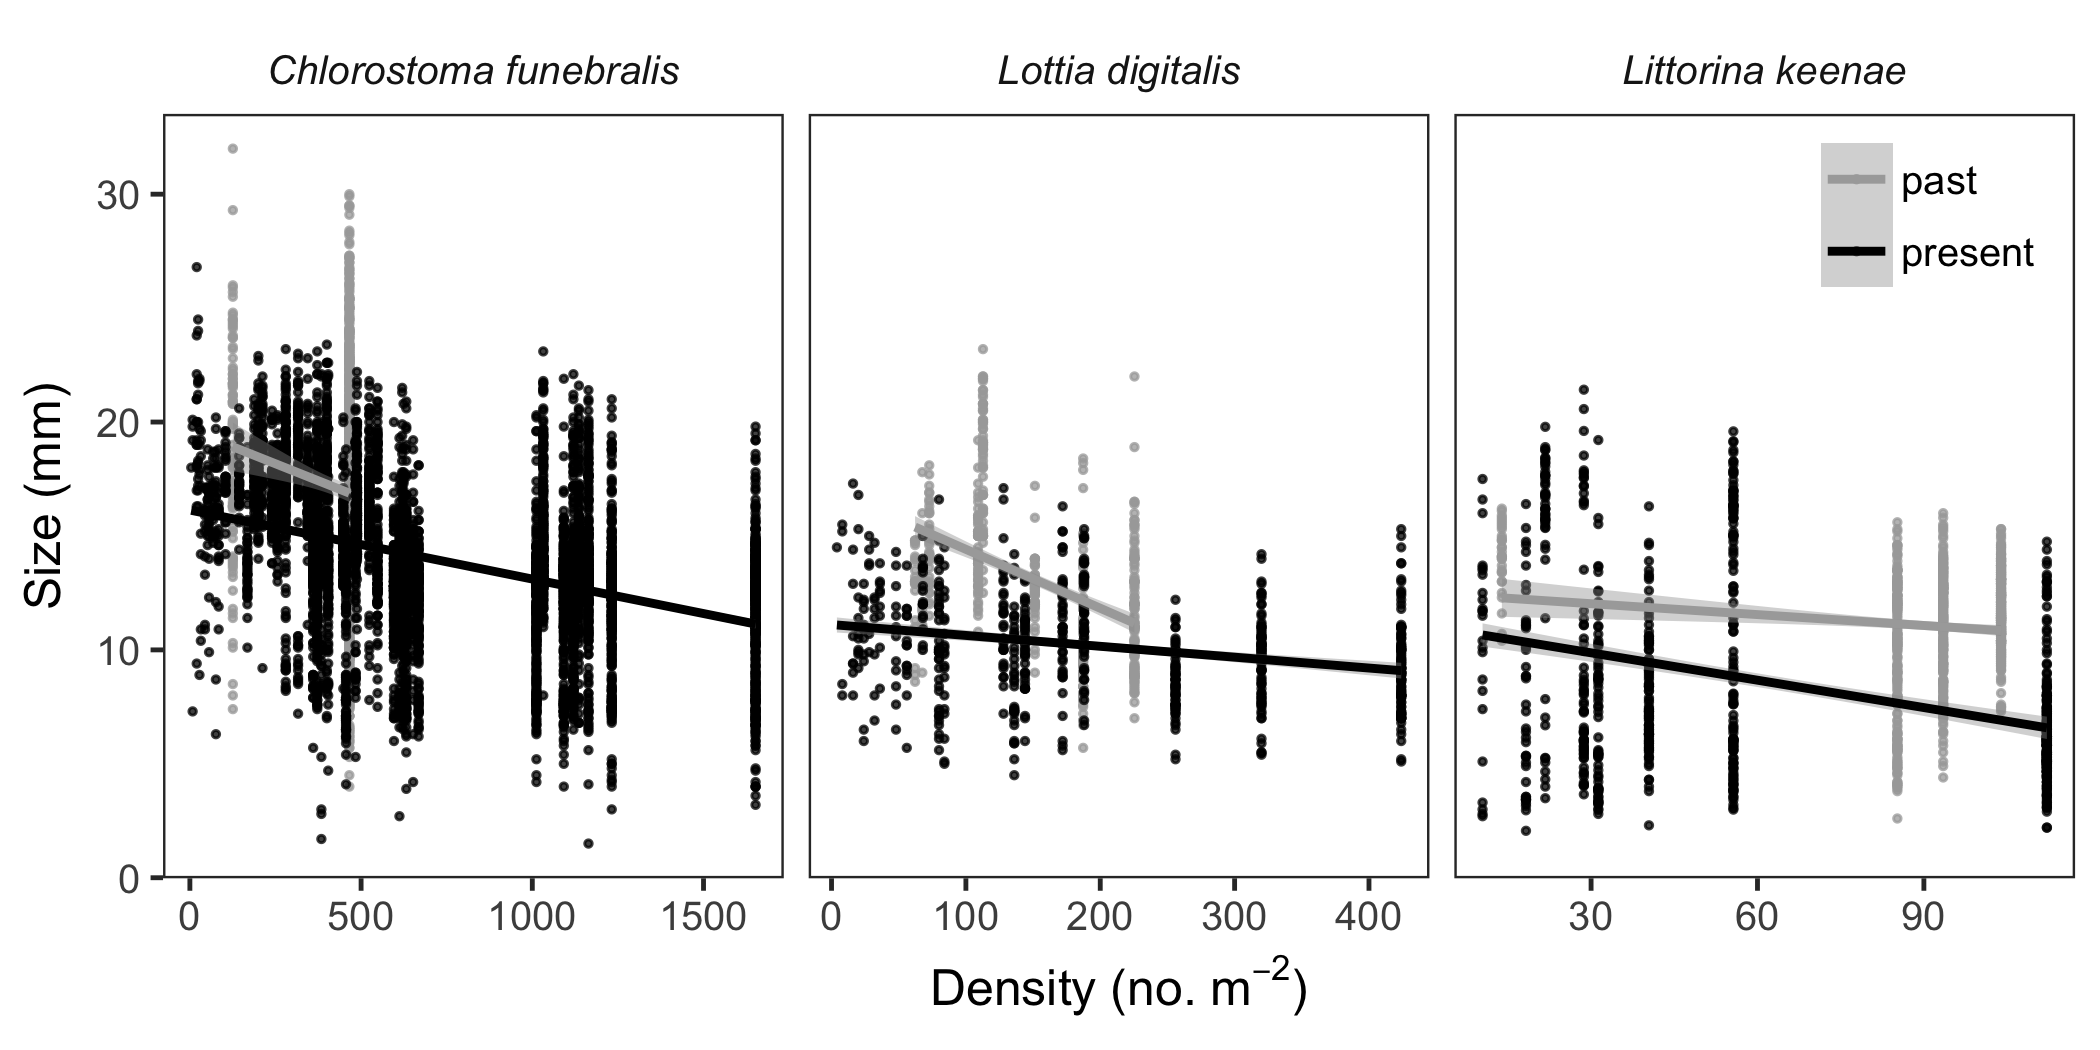 Chlorostoma funebralis
Lottia digitalis
Littorina keenae
past
present
Size (mm)
30
20
10
0
0 500 1000 1500
0 100 200 300 400
30 60 90
Density (no. m⁻²)